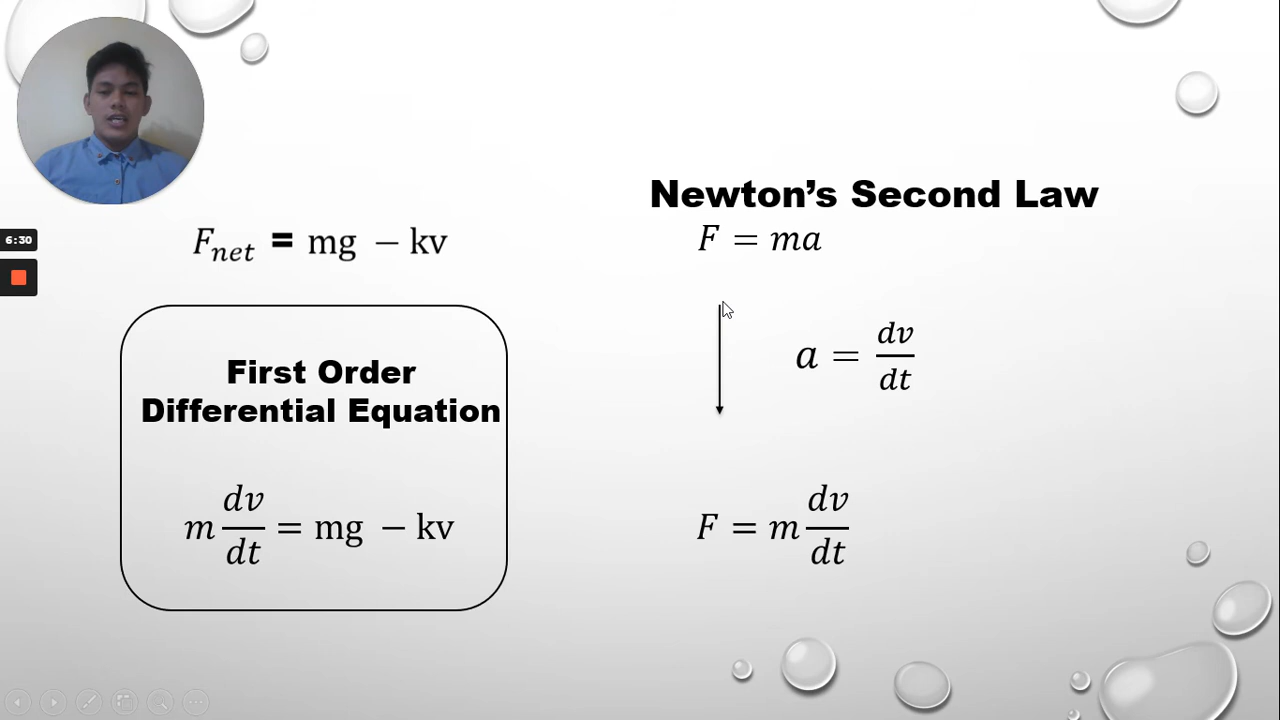 Newton's Second Law
F = ma
6:30
F_net = mg − kv
a = dv/dt
First Order
Differential Equation
m dv/dt = mg − kv
F = m dv/dt